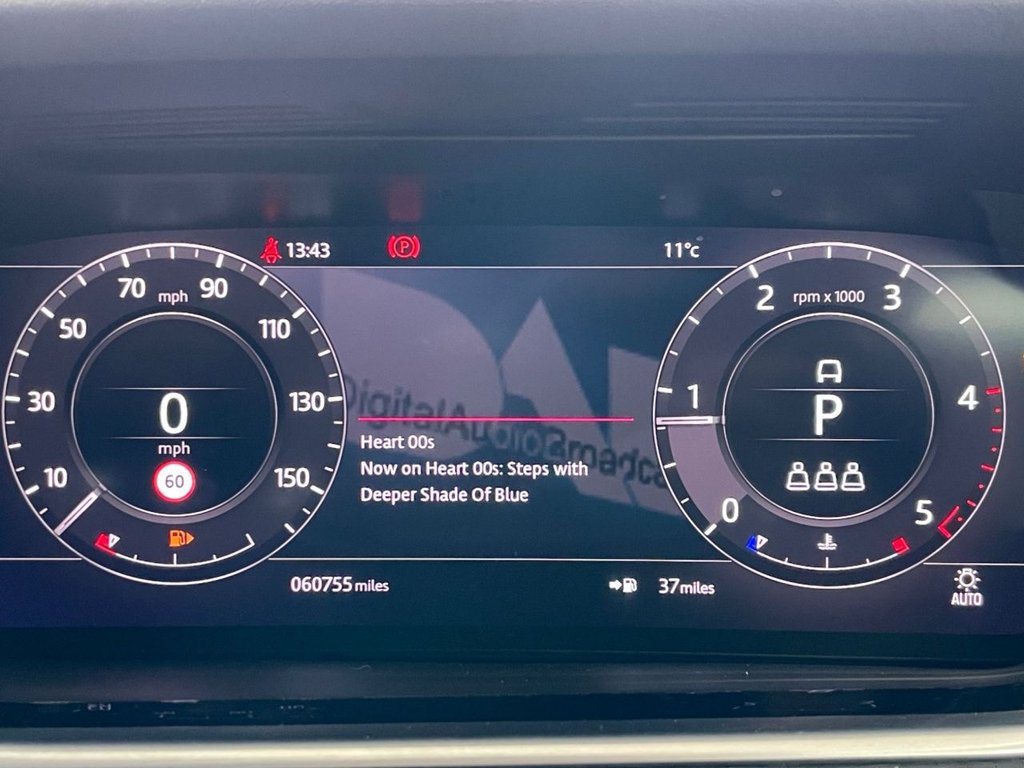 13:43
P
11°c
70 mph 90
50
110
30
130
10
150
0
mph
60
DAB
DigitalAudioBroadca
Heart 00s
Now on Heart 00s: Steps with
Deeper Shade Of Blue
2 rpm x 1000 3
1
4
0
5
P
060755 miles
37 miles
AUTO